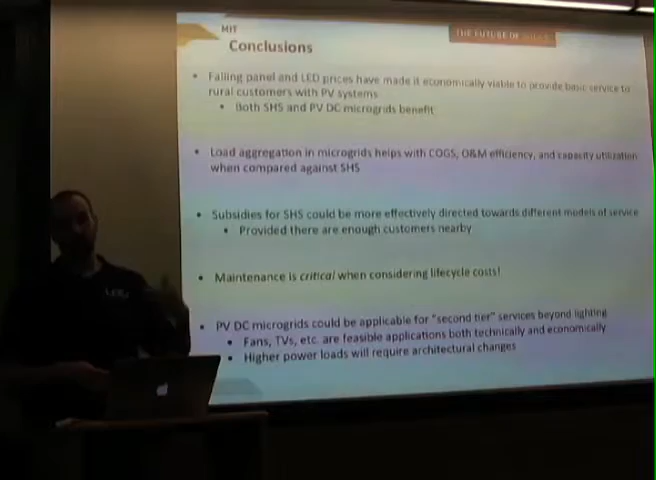 MIT
THE FUTURE OF
Conclusions
• Falling panel and LED prices have made it economically viable to provide basic service to
rural customers with PV systems
• Both SHS and PV DC microgrids benefit
• Load aggregation in microgrids helps with COGS, O&M efficiency, and capacity utilization
when compared against SHS
• Subsidies for SHS could be more effectively directed towards different models of service
• Provided there are enough customers nearby
• Maintenance is critical when considering lifecycle costs!
• PV DC microgrids could be applicable for "second tier" services beyond lighting
• Fans, TVs, etc. are feasible applications both technically and economically
• Higher power loads will require architectural changes